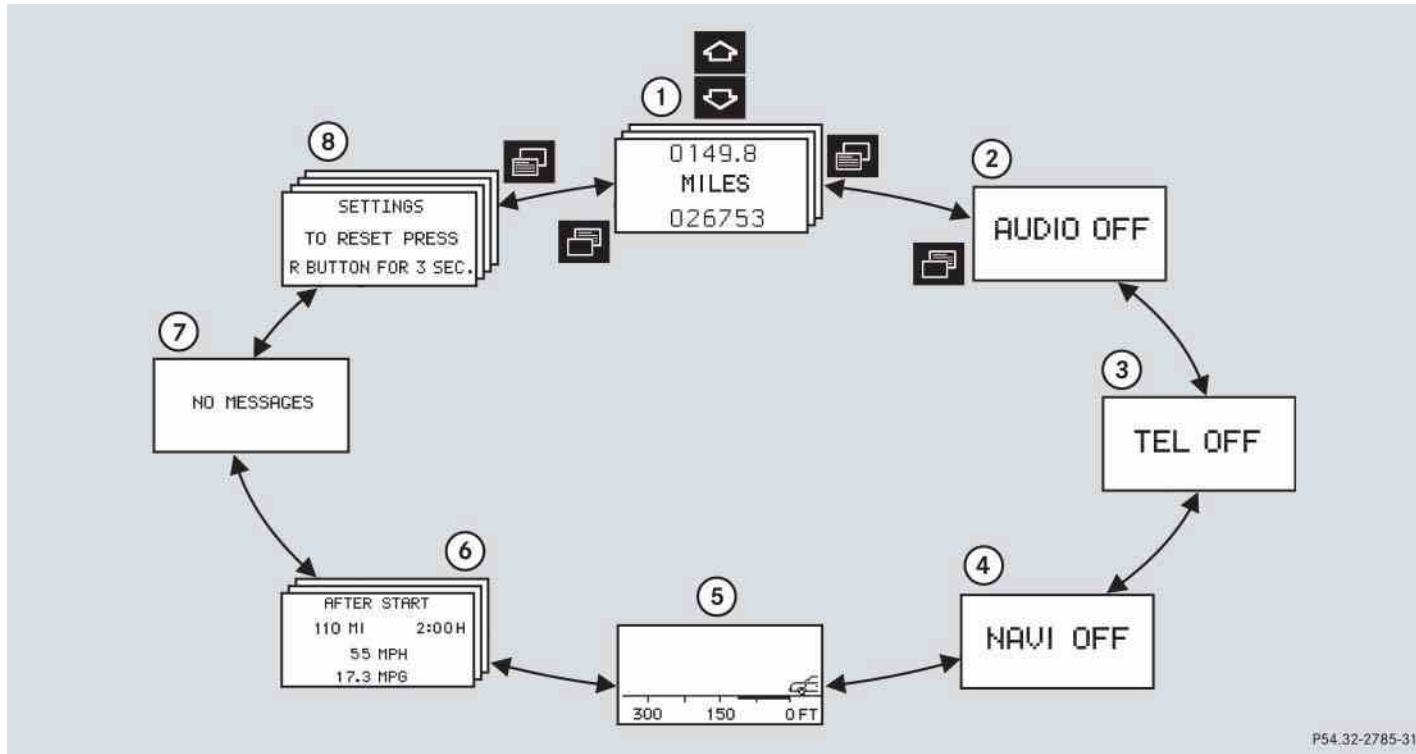 1
0149.8
MILES
026753
2
AUDIO OFF
3
TEL OFF
4
NAVI OFF
5
300 150 0 FT
6
AFTER START
110 MI 2:00 H
55 MPH
17.3 MPG
7
NO MESSAGES
8
SETTINGS
TO RESET PRESS
R BUTTON FOR 3 SEC.
P54.32-2785-31